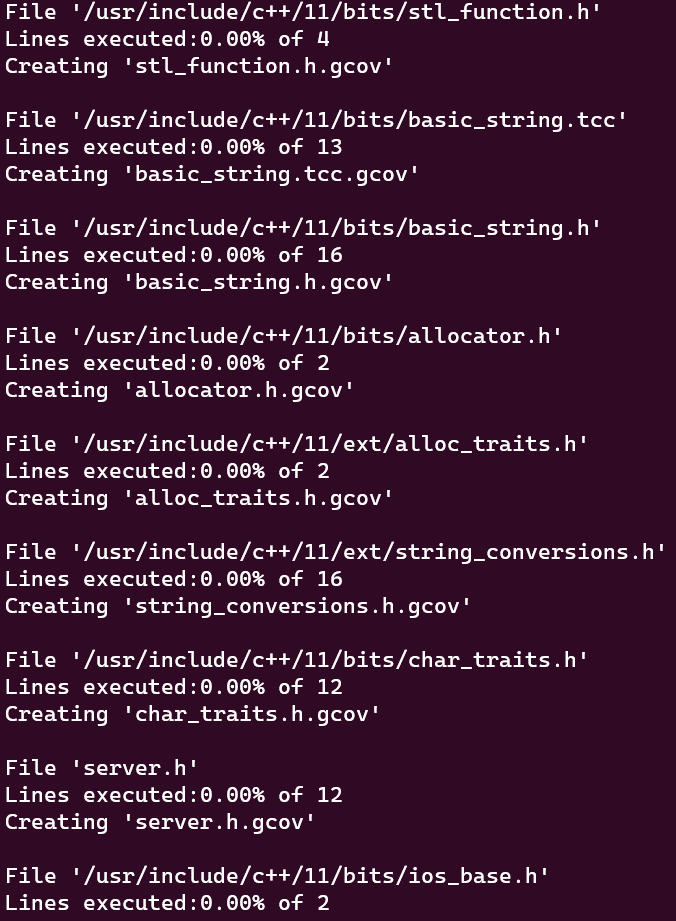 File '/usr/include/c++/11/bits/stl_function.h'
Lines executed:0.00% of 4
Creating 'stl_function.h.gcov'
File '/usr/include/c++/11/bits/basic_string.tcc'
Lines executed:0.00% of 13
Creating 'basic_string.tcc.gcov'
File '/usr/include/c++/11/bits/basic_string.h'
Lines executed:0.00% of 16
Creating 'basic_string.h.gcov'
File '/usr/include/c++/11/bits/allocator.h'
Lines executed:0.00% of 2
Creating 'allocator.h.gcov'
File '/usr/include/c++/11/ext/alloc_traits.h'
Lines executed:0.00% of 2
Creating 'alloc_traits.h.gcov'
File '/usr/include/c++/11/ext/string_conversions.h'
Lines executed:0.00% of 16
Creating 'string_conversions.h.gcov'
File '/usr/include/c++/11/bits/char_traits.h'
Lines executed:0.00% of 12
Creating 'char_traits.h.gcov'
File 'server.h'
Lines executed:0.00% of 12
Creating 'server.h.gcov'
File '/usr/include/c++/11/bits/ios_base.h'
Lines executed:0.00% of 2